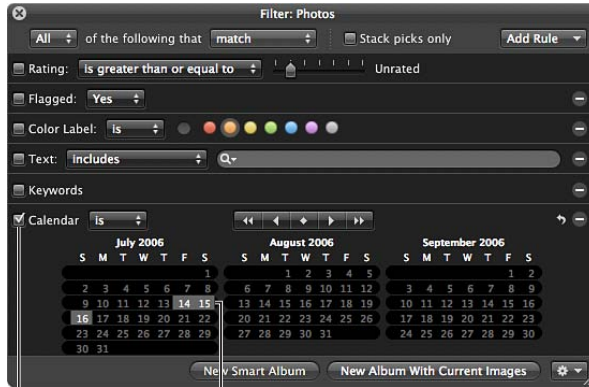 Filter: Photos
All of the following that match Stack picks only Add Rule
Rating: is greater than or equal to Unrated
Flagged: Yes
Color Label: is
Text: includes
Keywords
Calendar is
July 2006 August 2006 September 2006
S M T W T F S S M T W T F S S M T W T F S
1 1 2 3 4 5 1 2
2 3 4 5 6 7 8 6 7 8 9 10 11 12 3 4 5 6 7 8 9
9 10 11 12 13 14 15 13 14 15 16 17 18 19 10 11 12 13 14 15 16
16 17 18 19 20 21 22 20 21 22 23 24 25 26 17 18 19 20 21 22 23
23 24 25 26 27 28 29 27 28 29 30 31 24 25 26 27 28 29 30
30 31
New Smart Album New Album With Current Images